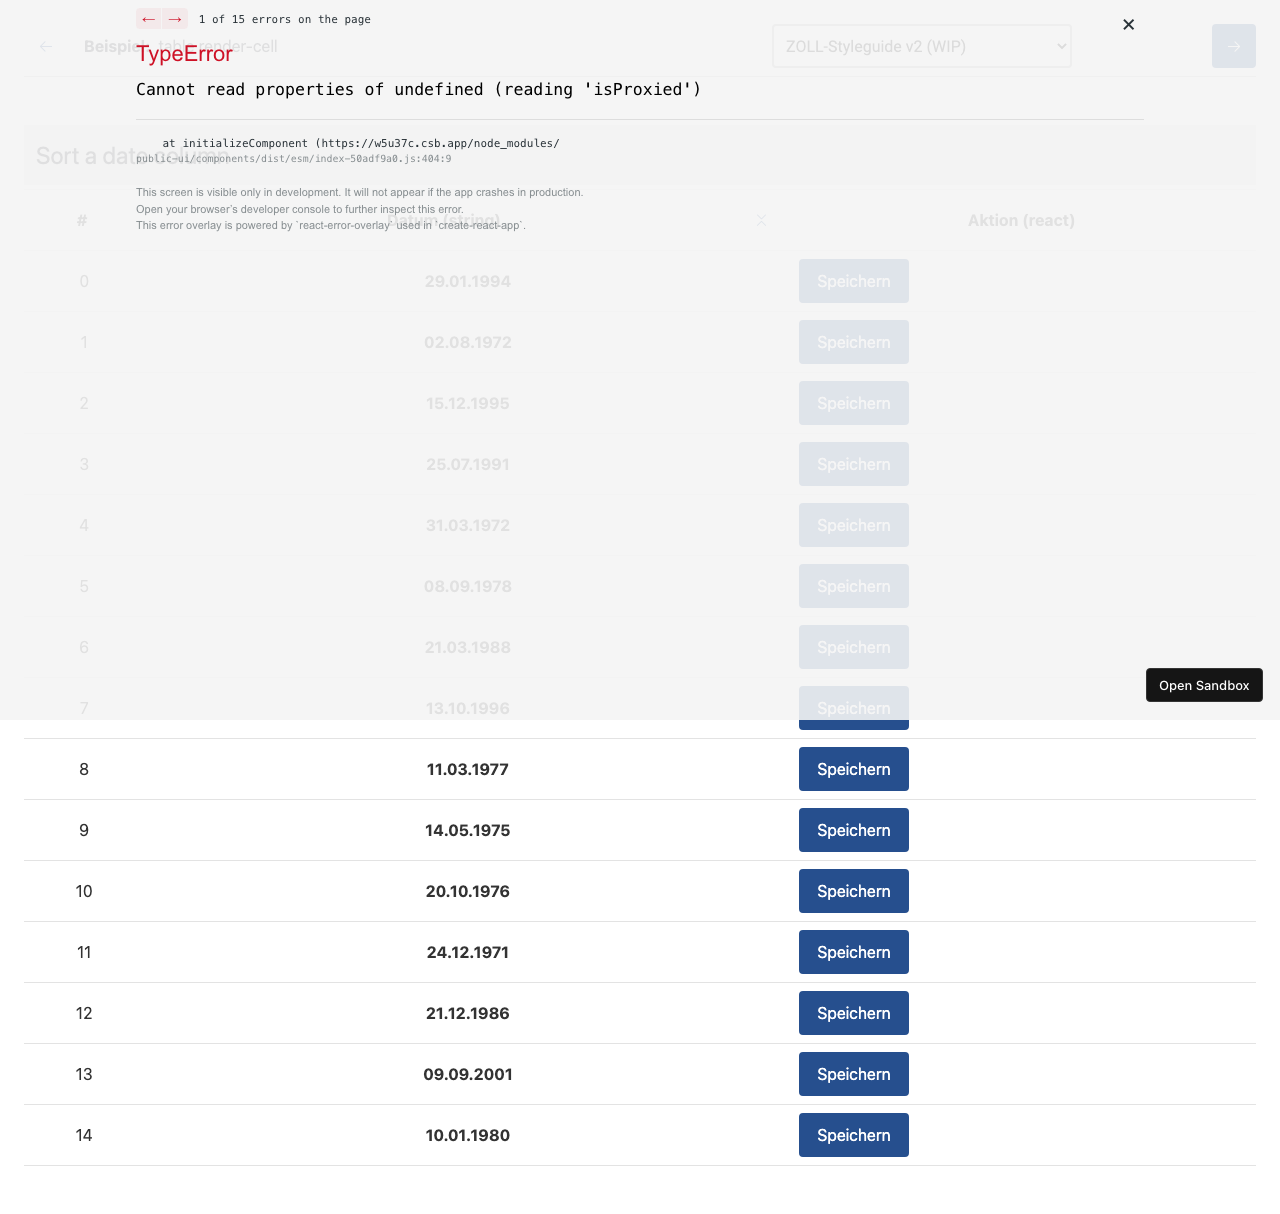 ← → 1 of 15 errors on the page
×
← Beispiel table render-cell
ZOLL-Styleguide v2 (WIP)
→
TypeError
Cannot read properties of undefined (reading 'isProxied')
at initializeComponent (https://w5u37c.csb.app/node_modules/
public-ui/components/dist/esm/index-50adf9a0.js:404:9
Sort a date column
This screen is visible only in development. It will not appear if the app crashes in production.
Open your browser’s developer console to further inspect this error.
This error overlay is powered by `react-error-overlay` used in `create-react-app`.
# Datum (string) Aktion (react)
0 29.01.1994 Speichern
1 02.08.1972 Speichern
2 15.12.1995 Speichern
3 25.07.1991 Speichern
4 31.03.1972 Speichern
5 08.09.1978 Speichern
6 21.03.1988 Speichern
Open Sandbox
7 13.10.1996 Speichern
8 11.03.1977 Speichern
9 14.05.1975 Speichern
10 20.10.1976 Speichern
11 24.12.1971 Speichern
12 21.12.1986 Speichern
13 09.09.2001 Speichern
14 10.01.1980 Speichern